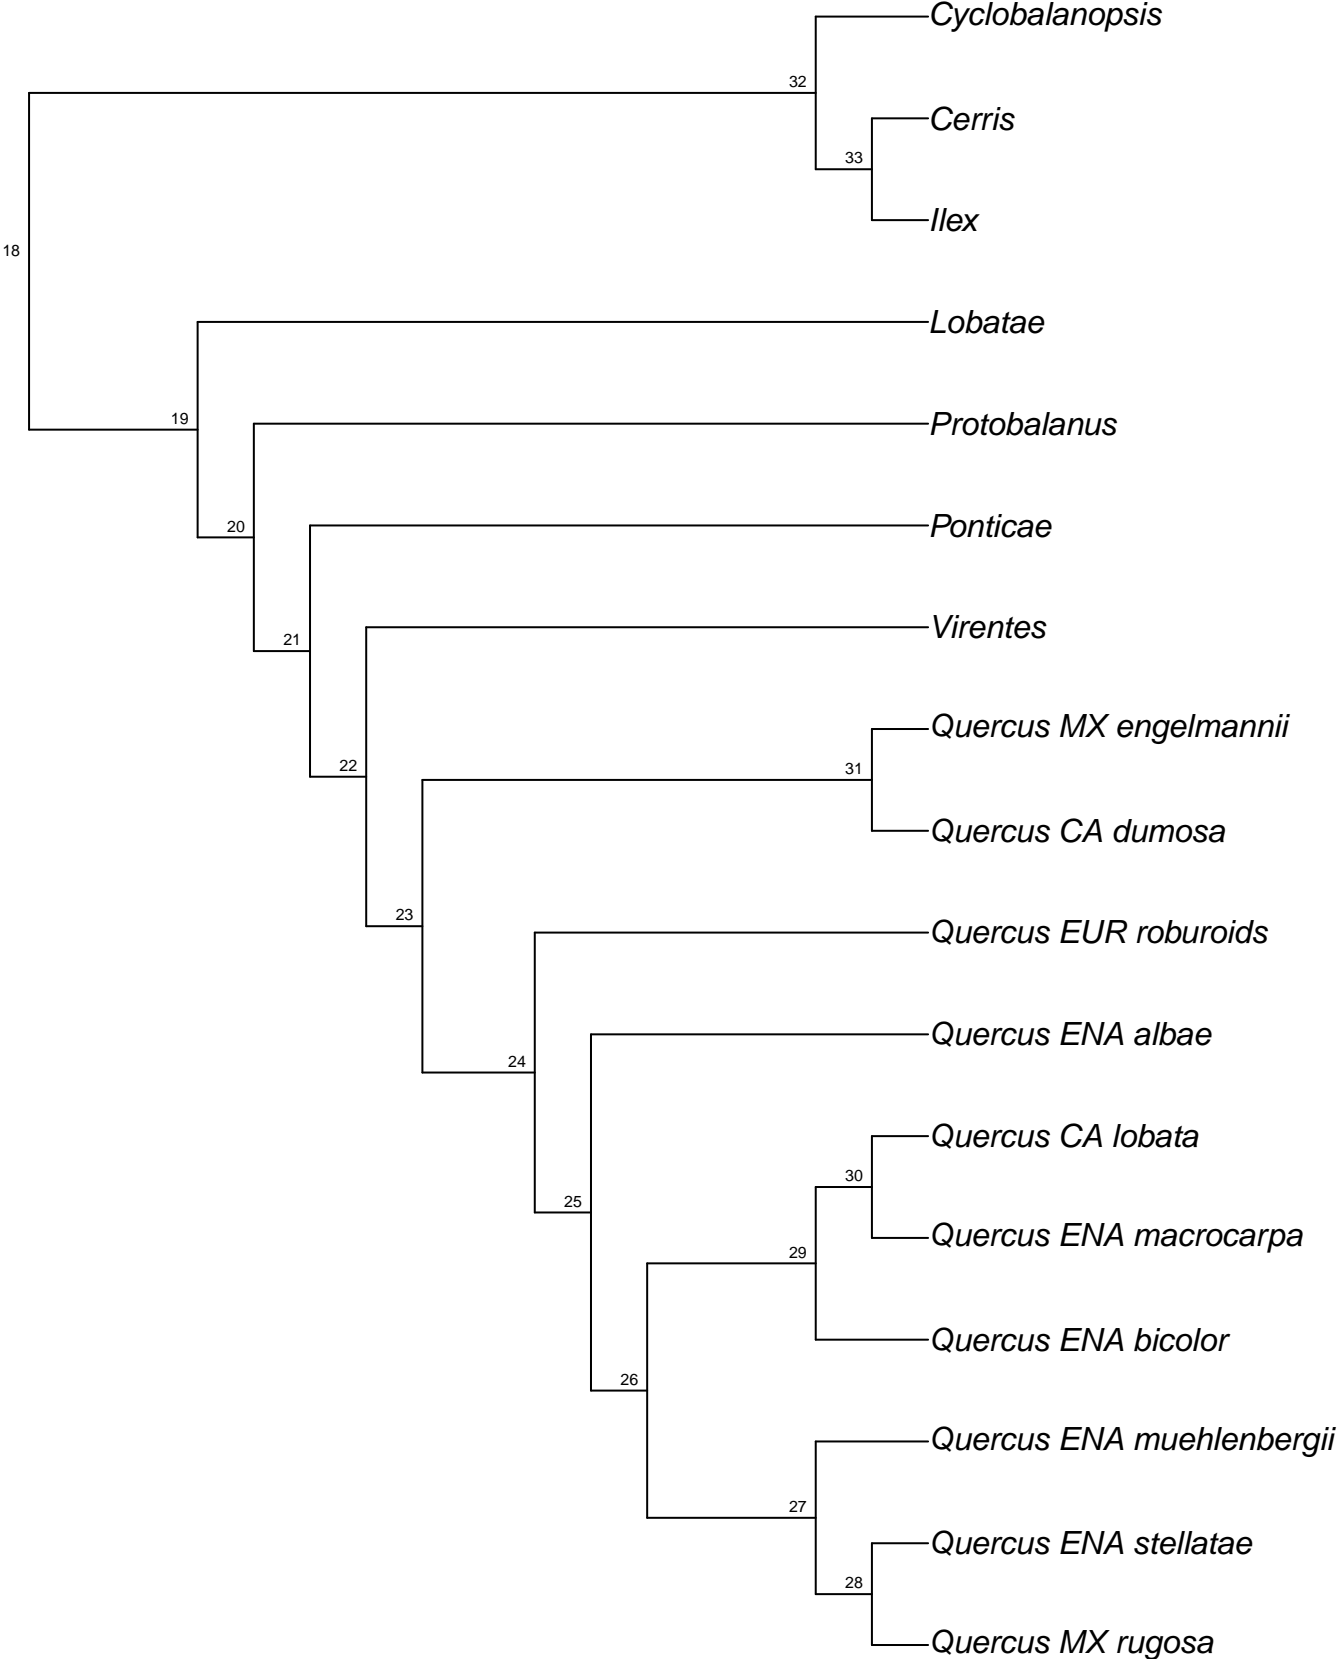 Cyclobalanopsis
32
Cerris
33
Ilex
18
Lobatae
19
Protobalanus
20
Ponticae
21
Virentes
Quercus MX engelmannii
22
31
Quercus CA dumosa
23
Quercus EUR roburoids
Quercus ENA albae
24
Quercus CA lobata
30
25
Quercus ENA macrocarpa
29
Quercus ENA bicolor
26
Quercus ENA muehlenbergii
27
Quercus ENA stellatae
28
Quercus MX rugosa